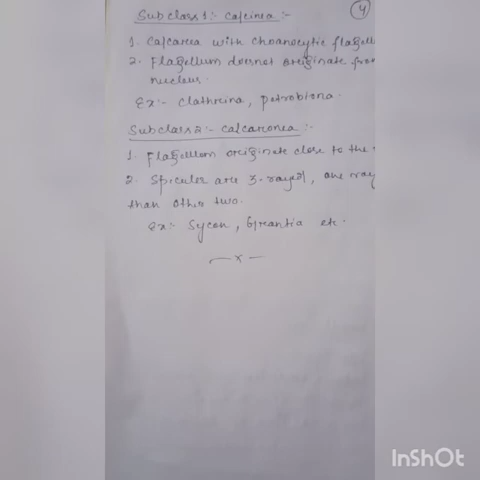 Subclass 1:- Calcinea :-
4
1. Calcarea with choanocytic flagell
2. Flagellum doesnot originate from
nucleus.
Ex:- Clathrina, petrobiona.
Subclass 2:- Calcaronea :-
1. Flagellum originate close to the
2. Spicules are 3-rayed, one ray
than other two.
Ex:- Sycon, Grantia etc.
x
InShOt